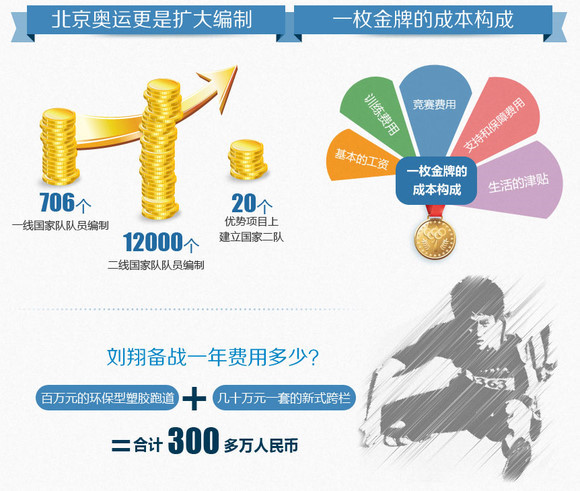 北京奥运更是扩大编制
一枚金牌的成本构成
706个
一线国家队队员编制
12000个
二线国家队队员编制
20个
优势项目上
建立国家二队
基本的工资
训练费用
竞赛费用
支持和保障费用
生活的津贴
一枚金牌的
成本构成
刘翔备战一年费用多少?
百万元的环保型塑胶跑道
+
几十万元一套的新式跨栏
=合计 300 多万人民币
363